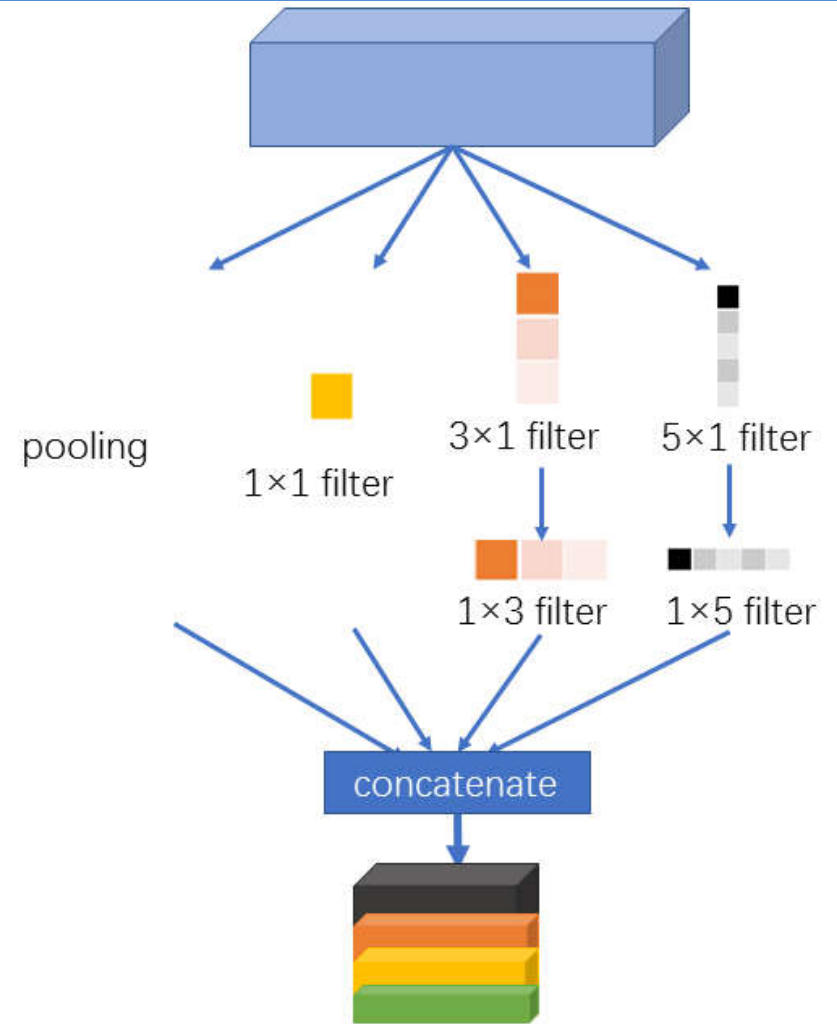 pooling
1×1 filter
3×1 filter
5×1 filter
1×3 filter
1×5 filter
concatenate